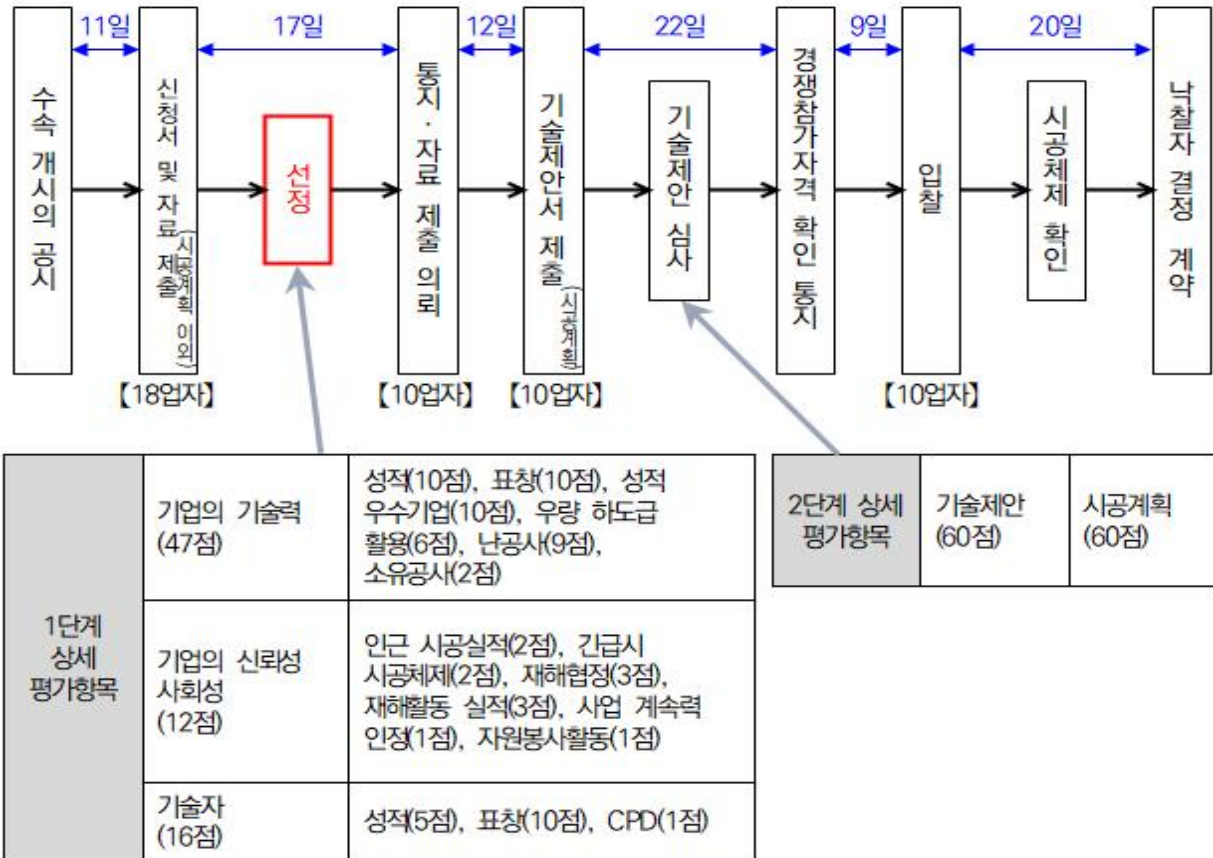 11일
17일
12일
22일
9일
20일
수속 개시의 공시
신청서 및 자료 제출
(시공계획 이외)
선정
통지·자료 제출 의뢰
기술제안서 제출
(시공계획)
기술제안 심사
경쟁참가자격 확인 통지
입찰
시공체제 확인
낙찰자 결정 계약
【18업자】
【10업자】
【10업자】
【10업자】
1단계
상세
평가항목
기업의 기술력
(47점)
성적(10점), 표창(10점), 성적
우수기업(10점), 우량 하도급
활용(6점), 난공사(9점),
소유공사(2점)
기업의 신뢰성
사회성
(12점)
인근 시공실적(2점), 긴급시
시공체제(2점), 재해협정(3점),
재해활동 실적(3점), 사업 계속력
인정(1점), 자원봉사활동(1점)
기술자
(16점)
성적(5점), 표창(10점), CPD(1점)
2단계 상세
평가항목
기술제안
(60점)
시공계획
(60점)